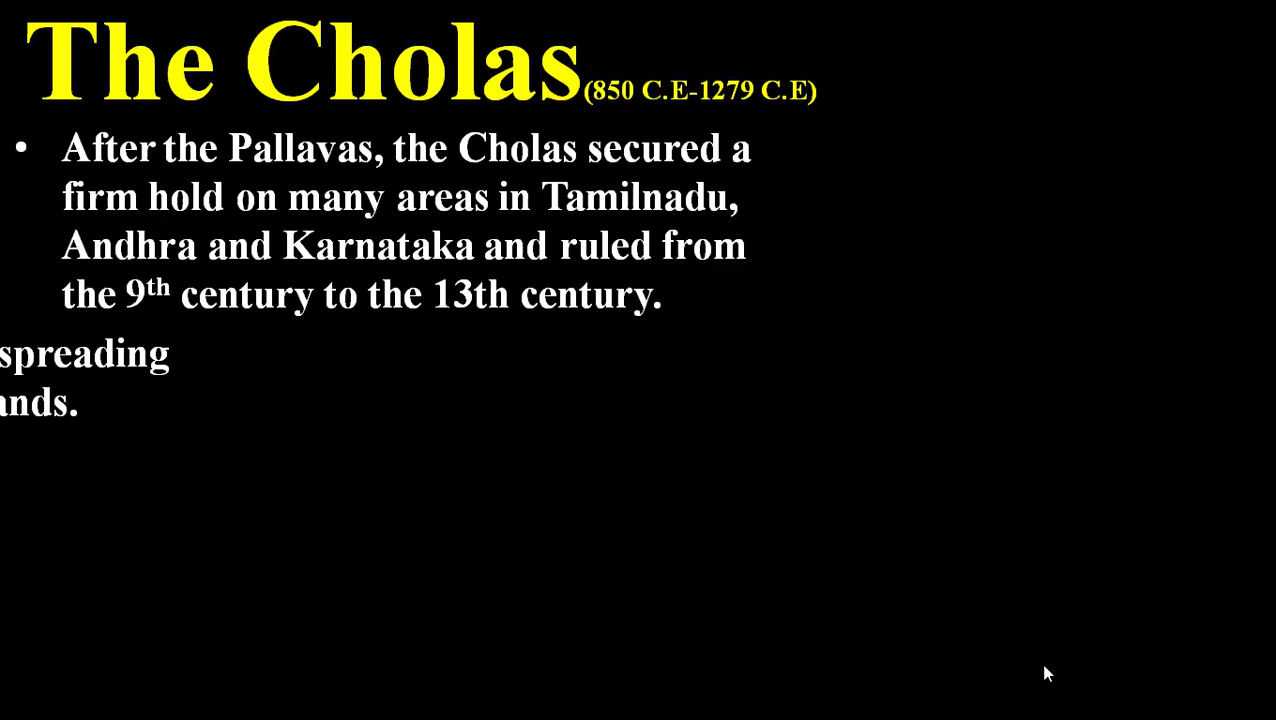 The Cholas(850 C.E-1279 C.E)
• After the Pallavas, the Cholas secured a
firm hold on many areas in Tamilnadu,
Andhra and Karnataka and ruled from
the 9th century to the 13th century.
spreading
ands.